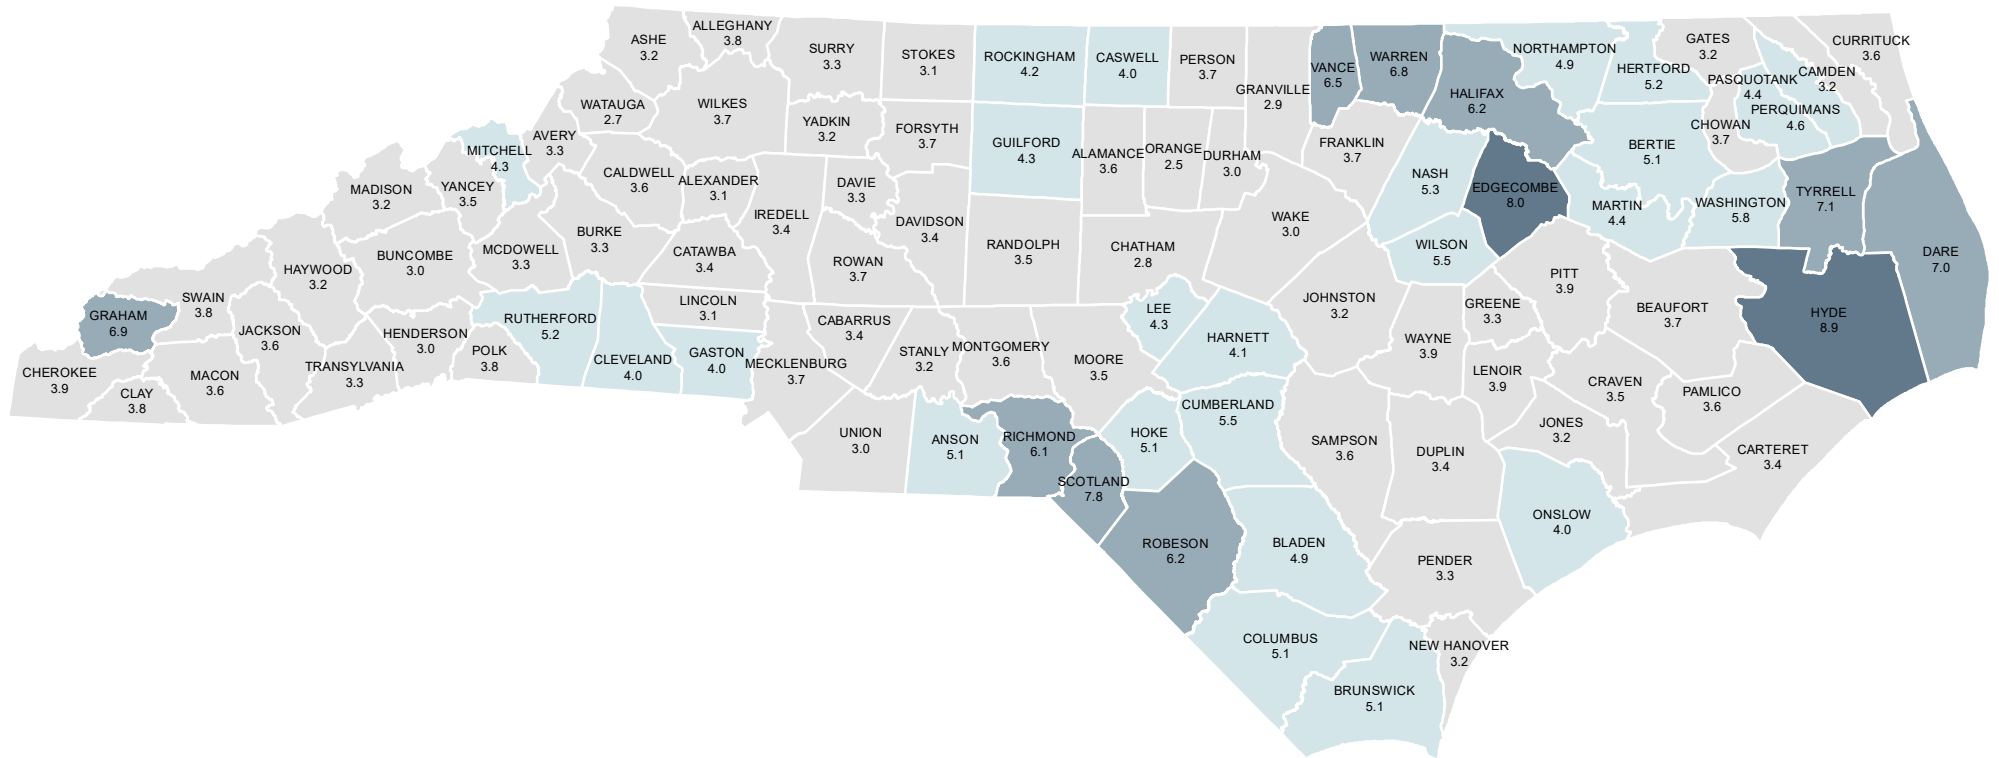 ASHE
3.2
ALLEGHANY
3.8
SURRY
3.3
STOKES
3.1
ROCKINGHAM
4.2
CASWELL
4.0
PERSON
3.7
GRANVILLE
2.9
VANCE
6.5
WARREN
6.8
HALIFAX
6.2
NORTHAMPTON
4.9
HERTFORD
5.2
GATES
3.2
PASQUOTANK
4.4
CAMDEN
3.2
CURRITUCK
3.6
PERQUIMANS
4.6
CHOWAN
3.7
BERTIE
5.1
WATAUGA
2.7
WILKES
3.7
YADKIN
3.2
FORSYTH
3.7
GUILFORD
4.3
ALAMANCE
3.6
ORANGE
2.5
DURHAM
3.0
FRANKLIN
3.7
NASH
5.3
EDGECOMBE
8.0
MARTIN
4.4
WASHINGTON
5.8
TYRRELL
7.1
DARE
7.0
MITCHELL
4.3
AVERY
3.3
MADISON
3.2
YANCEY
3.5
CALDWELL
3.6
ALEXANDER
3.1
IREDELL
3.4
DAVIE
3.3
DAVIDSON
3.4
RANDOLPH
3.5
CHATHAM
2.8
WAKE
3.0
WILSON
5.5
PITT
3.9
BEAUFORT
3.7
HYDE
8.9
BUNCOMBE
3.0
MCDOWELL
3.3
BURKE
3.3
CATAWBA
3.4
ROWAN
3.7
HAYWOOD
3.2
SWAIN
3.8
GRAHAM
6.9
JACKSON
3.6
HENDERSON
3.0
POLK
3.8
RUTHERFORD
5.2
CLEVELAND
4.0
LINCOLN
3.1
GASTON
4.0
MECKLENBURG
3.7
CABARRUS
3.4
STANLY
3.2
MONTGOMERY
3.6
MOORE
3.5
LEE
4.3
HARNETT
4.1
JOHNSTON
3.2
WAYNE
3.9
GREENE
3.3
LENOIR
3.9
CRAVEN
3.5
PAMLICO
3.6
CHEROKEE
3.9
CLAY
3.8
MACON
3.6
TRANSYLVANIA
3.3
UNION
3.0
ANSON
5.1
RICHMOND
6.1
SCOTLAND
7.8
HOKE
5.1
CUMBERLAND
5.5
SAMPSON
3.6
DUPLIN
3.4
JONES
3.2
CARTERET
3.4
ONSLOW
4.0
ROBESON
6.2
BLADEN
4.9
PENDER
3.3
COLUMBUS
5.1
NEW HANOVER
3.2
BRUNSWICK
5.1